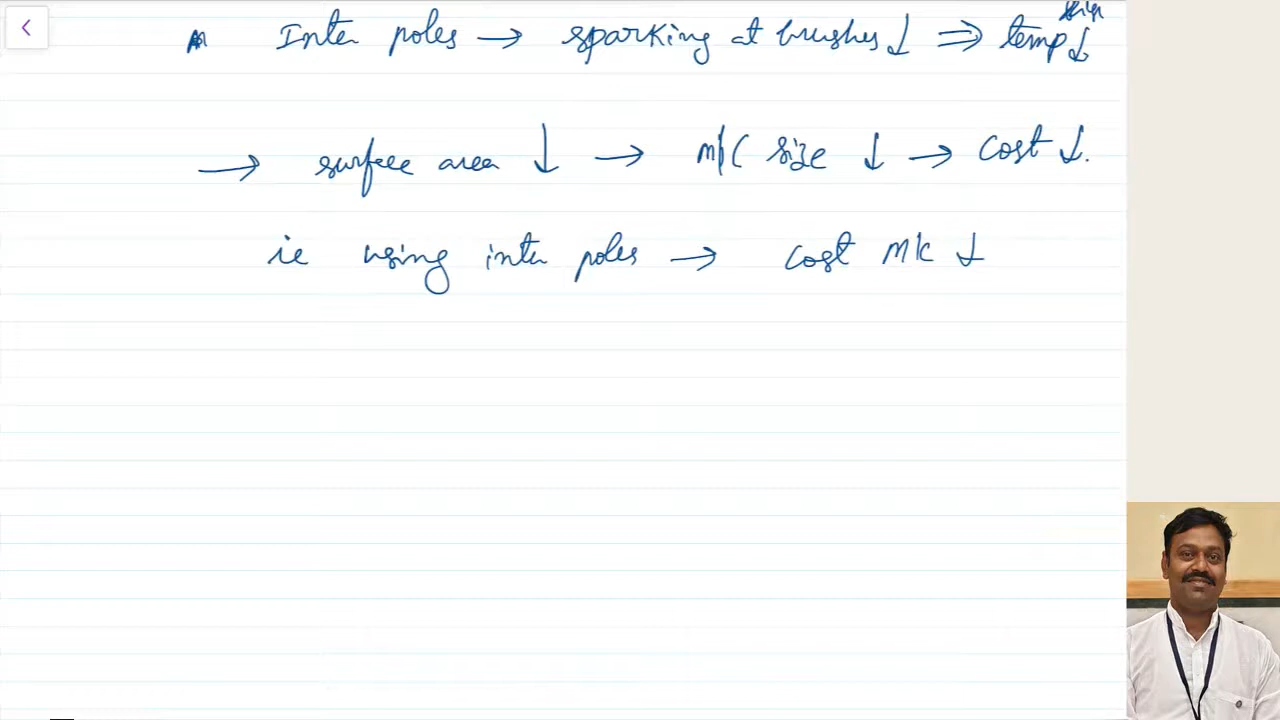 Inter poles → sparking at brushes ↓ ⇒ temp ↓
→ surface area ↓ → m/c size ↓ → cost ↓.
ie using inter poles → cost m/c ↓